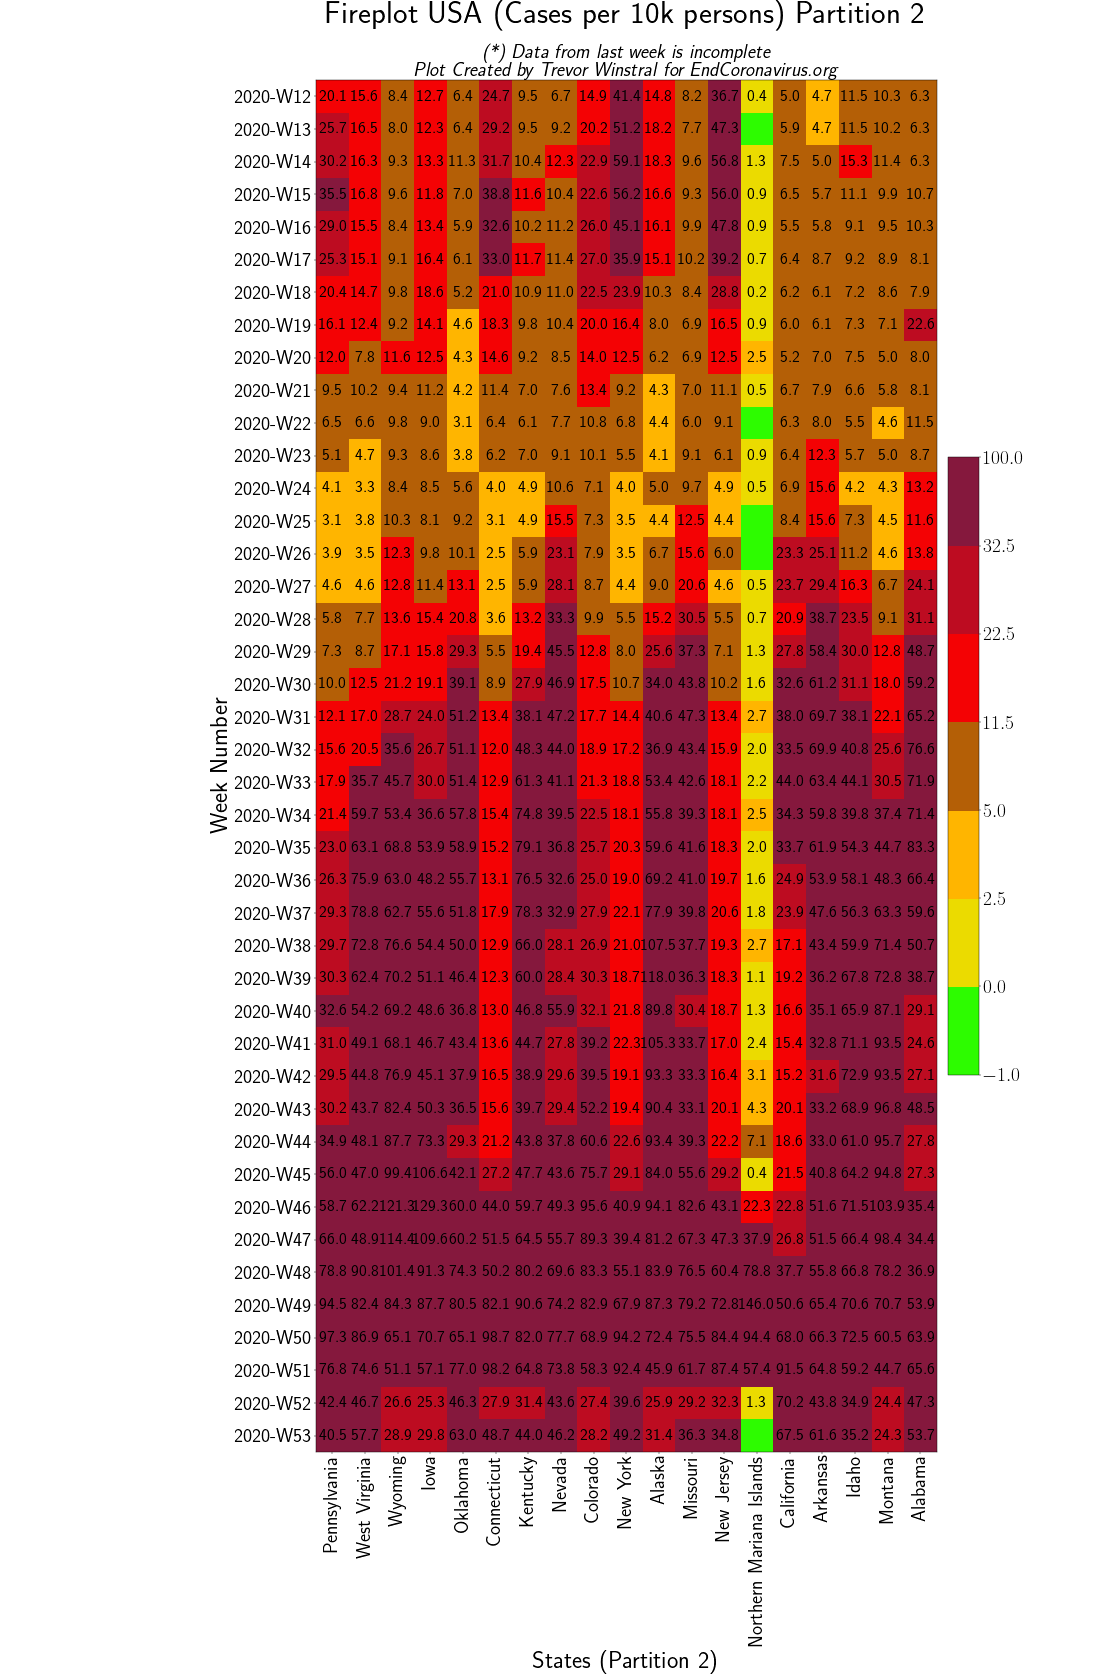 Fireplot USA (Cases per 10k persons) Partition 2
(*) Data from last week is incomplete
Plot Created by Trevor Winstral for EndCoronavirus.org
2020-W12 20.1 15.6 8.4 12.7 6.4 24.7 9.5 6.7 14.9 41.4 14.8 8.2 36.7 0.4 5.0 4.7 11.5 10.3 6.3
2020-W13 25.7 16.5 8.0 12.3 6.4 29.2 9.5 9.2 20.2 51.2 18.2 7.7 47.3 5.9 4.7 11.5 10.2 6.3
2020-W14 30.2 16.3 9.3 13.3 11.3 31.7 10.4 12.3 22.9 59.1 18.3 9.6 56.8 1.3 7.5 5.0 15.3 11.4 6.3
2020-W15 35.5 16.8 9.6 11.8 7.0 38.8 11.6 10.4 22.6 56.2 16.6 9.3 56.0 0.9 6.5 5.7 11.1 9.9 10.7
2020-W16 29.0 15.5 8.4 13.4 5.9 32.6 10.2 11.2 26.0 45.1 16.1 9.9 47.8 0.9 5.5 5.8 9.1 9.5 10.3
2020-W17 25.3 15.1 9.1 16.4 6.1 33.0 11.7 11.4 27.0 35.9 15.1 10.2 39.2 0.7 6.4 8.7 9.2 8.9 8.1
2020-W18 20.4 14.7 9.8 18.6 5.2 21.0 10.9 11.0 22.5 23.9 10.3 8.4 28.8 0.2 6.2 6.1 7.2 8.6 7.9
2020-W19 16.1 12.4 9.2 14.1 4.6 18.3 9.8 10.4 20.0 16.4 8.0 6.9 16.5 0.9 6.0 6.1 7.3 7.1 22.6
2020-W20 12.0 7.8 11.6 12.5 4.3 14.6 9.2 8.5 14.0 12.5 6.2 6.9 12.5 2.5 5.2 7.0 7.5 5.0 8.0
2020-W21 9.5 10.2 9.4 11.2 4.2 11.4 7.0 7.6 13.4 9.2 4.3 7.0 11.1 0.5 6.7 7.9 6.6 5.8 8.1
2020-W22 6.5 6.6 9.8 9.0 3.1 6.4 6.1 7.7 10.8 6.8 4.4 6.0 9.1 6.3 8.0 5.5 4.6 11.5
2020-W23 5.1 4.7 9.3 8.6 3.8 6.2 7.0 9.1 10.1 5.5 4.1 9.1 6.1 0.9 6.4 12.3 5.7 5.0 8.7
2020-W24 4.1 3.3 8.4 8.5 5.6 4.0 4.9 10.6 7.1 4.0 5.0 9.7 4.9 0.5 6.9 15.6 4.2 4.3 13.2
2020-W25 3.1 3.8 10.3 8.1 9.2 3.1 4.9 15.5 7.3 3.5 4.4 12.5 4.4 8.4 15.6 7.3 4.5 11.6
2020-W26 3.9 3.5 12.3 9.8 10.1 2.5 5.9 23.1 7.9 3.5 6.7 15.6 6.0 23.3 25.1 11.2 4.6 13.8
2020-W27 4.6 4.6 12.8 11.4 13.1 2.5 5.9 28.1 8.7 4.4 9.0 20.6 4.6 0.5 23.7 29.4 16.3 6.7 24.1
2020-W28 5.8 7.7 13.6 15.4 20.8 3.6 13.2 33.3 9.9 5.5 15.2 30.5 5.5 0.7 20.9 38.7 23.5 9.1 31.1
2020-W29 7.3 8.7 17.1 15.8 29.3 5.5 19.4 45.5 12.8 8.0 25.6 37.3 7.1 1.3 27.8 58.4 30.0 12.8 48.7
2020-W30 10.0 12.5 21.2 19.1 39.1 8.9 27.9 46.9 17.5 10.7 34.0 43.8 10.2 1.6 32.6 61.2 31.1 18.0 59.2
2020-W31 12.1 17.0 28.7 24.0 51.2 13.4 38.1 47.2 17.7 14.4 40.6 47.3 13.4 2.7 38.0 69.7 38.1 22.1 65.2
2020-W32 15.6 20.5 35.6 26.7 51.1 12.0 48.3 44.0 18.9 17.2 36.9 43.4 15.9 2.0 33.5 69.9 40.8 25.6 76.6
2020-W33 17.9 35.7 45.7 30.0 51.4 12.9 61.3 41.1 21.3 18.8 53.4 42.6 18.1 2.2 44.0 63.4 44.1 30.5 71.9
2020-W34 21.4 59.7 53.4 36.6 57.8 15.4 74.8 39.5 22.5 18.1 55.8 39.3 18.1 2.5 34.3 59.8 39.8 37.4 71.4
2020-W35 23.0 63.1 68.8 53.9 58.9 15.2 79.1 36.8 25.7 20.3 59.6 41.6 18.3 2.0 33.7 61.9 54.3 44.7 83.3
2020-W36 26.3 75.9 63.0 48.2 55.7 13.1 76.5 32.6 25.0 19.0 69.2 41.0 19.7 1.6 24.9 53.9 58.1 48.3 66.4
2020-W37 29.3 78.8 62.7 55.6 51.8 17.9 78.3 32.9 27.9 22.1 77.9 39.8 20.6 1.8 23.9 47.6 56.3 63.3 59.6
2020-W38 29.7 72.8 76.6 54.4 50.0 12.9 66.0 28.1 26.9 21.0 107.5 37.7 19.3 2.7 17.1 43.4 59.9 71.4 50.7
2020-W39 30.3 62.4 70.2 51.1 46.4 12.3 60.0 28.4 30.3 18.7 118.0 36.3 18.3 1.1 19.2 36.2 67.8 72.8 38.7
2020-W40 32.6 54.2 69.2 48.6 36.8 13.0 46.8 55.9 32.1 21.8 89.8 30.4 18.7 1.3 16.6 35.1 65.9 87.1 29.1
2020-W41 31.0 49.1 68.1 46.7 43.4 13.6 44.7 27.8 39.2 22.3 105.3 33.7 17.0 2.4 15.4 32.8 71.1 93.5 24.6
2020-W42 29.5 44.8 76.9 45.1 37.9 16.5 38.9 29.6 39.5 19.1 93.3 33.3 16.4 3.1 15.2 31.6 72.9 93.5 27.1
2020-W43 30.2 43.7 82.4 50.3 36.5 15.6 39.7 29.4 52.2 19.4 90.4 33.1 20.1 4.3 20.1 33.2 68.9 96.8 48.5
2020-W44 34.9 48.1 87.7 73.3 29.3 21.2 43.8 37.8 60.6 22.6 93.4 39.3 22.2 7.1 18.6 33.0 61.0 95.7 27.8
2020-W45 56.0 47.0 99.4 106.6 42.1 27.2 47.7 43.6 75.7 29.1 84.0 55.6 29.2 0.4 21.5 40.8 64.2 94.8 27.3
2020-W46 58.7 62.2 121.3 129.3 60.0 44.0 59.7 49.3 95.6 40.9 94.1 82.6 43.1 22.3 22.8 51.6 71.5 103.9 35.4
2020-W47 66.0 48.9 114.4 109.6 60.2 51.5 64.5 55.7 89.3 39.4 81.2 67.3 47.3 37.9 26.8 51.5 66.4 98.4 34.4
2020-W48 78.8 90.8 101.4 91.3 74.3 50.2 80.2 69.6 83.3 55.1 83.9 76.5 60.4 78.8 37.7 55.8 66.8 78.2 36.9
2020-W49 94.5 82.4 84.3 87.7 80.5 82.1 90.6 74.2 82.9 67.9 87.3 79.2 72.8 146.0 50.6 65.4 70.6 70.7 53.9
2020-W50 97.3 86.9 65.1 70.7 65.1 98.7 82.0 77.7 68.9 94.2 72.4 75.5 84.4 94.4 68.0 66.3 72.5 60.5 63.9
2020-W51 76.8 74.6 51.1 57.1 77.0 98.2 64.8 73.8 58.3 92.4 45.9 61.7 87.4 57.4 91.5 64.8 59.2 44.7 65.6
2020-W52 42.4 46.7 26.6 25.3 46.3 27.9 31.4 43.6 27.4 39.6 25.9 29.2 32.3 1.3 70.2 43.8 34.9 24.4 47.3
2020-W53 40.5 57.7 28.9 29.8 63.0 48.7 44.0 46.2 28.2 49.2 31.4 36.3 34.8 67.5 61.6 35.2 24.3 53.7
Week Number
Pennsylvania
West Virginia
Wyoming
Iowa
Oklahoma
Connecticut
Kentucky
Nevada
Colorado
New York
Alaska
Missouri
New Jersey
Northern Mariana Islands
California
Arkansas
Idaho
Montana
Alabama
States (Partition 2)
100.0
32.5
22.5
11.5
5.0
2.5
0.0
−1.0